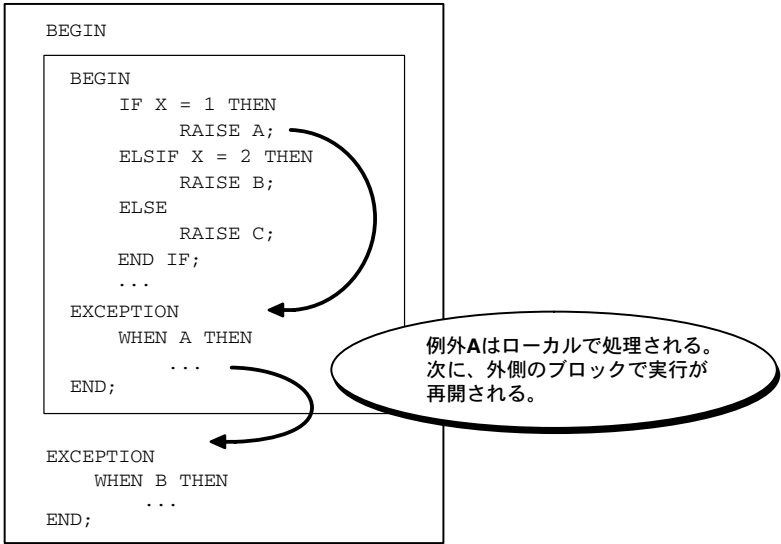 BEGIN
BEGIN
IF X = 1 THEN
RAISE A;
ELSIF X = 2 THEN
RAISE B;
ELSE
RAISE C;
END IF;
...
EXCEPTION
WHEN A THEN
...
END;
例外Aはローカルで処理される。
次に、外側のブロックで実行が
再開される。
EXCEPTION
WHEN B THEN
...
END;